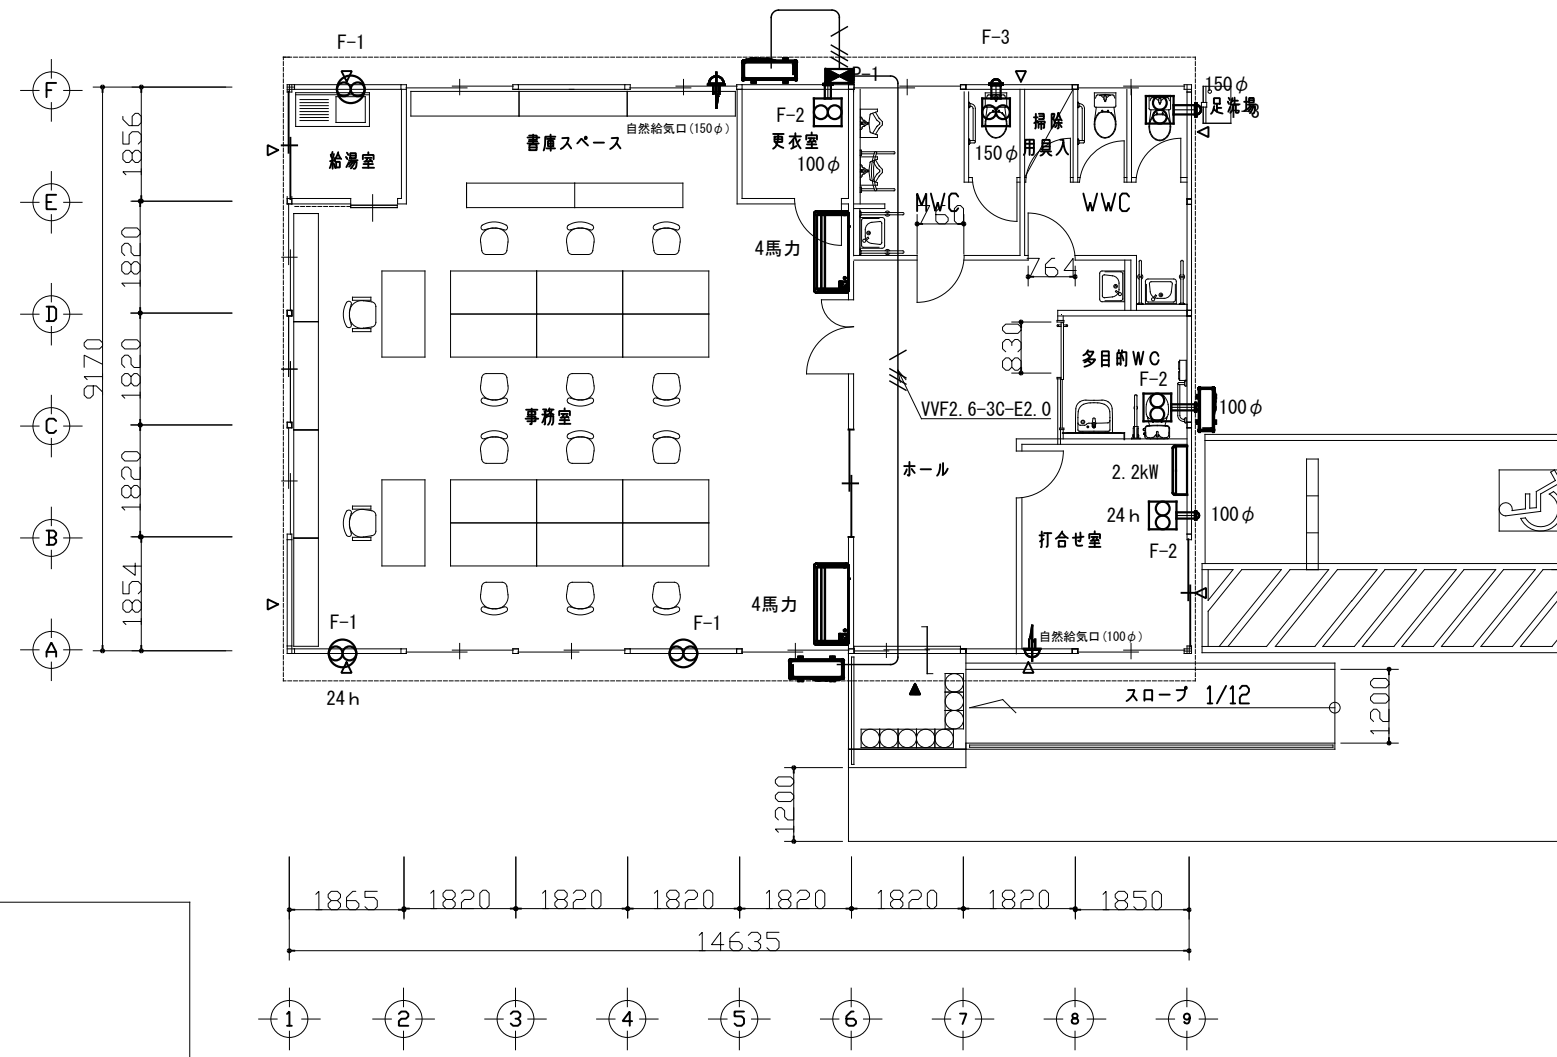 F-1
F-3
P-1
F
150φ
足洗場
F-2
自然給気口(150φ)
書庫スペース
更衣室
掃除
用具入
給湯室
100φ
150φ
1856
E
MWC
WWC
760
4馬力
764
1820
D
830
多目的WC
9170
1820
F-2
VVF2.6-3C-E2.0
100φ
C
事務室
ホール
2.2kW
1820
24h
100φ
B
打合せ室
F-2
1854
4馬力
F-1
F-1
自然給気口(100φ)
A
24h
スロープ 1/12
1200
1200
1865
1820
1820
1820
1820
1820
1820
1850
14635
1
2
3
4
5
6
7
8
9